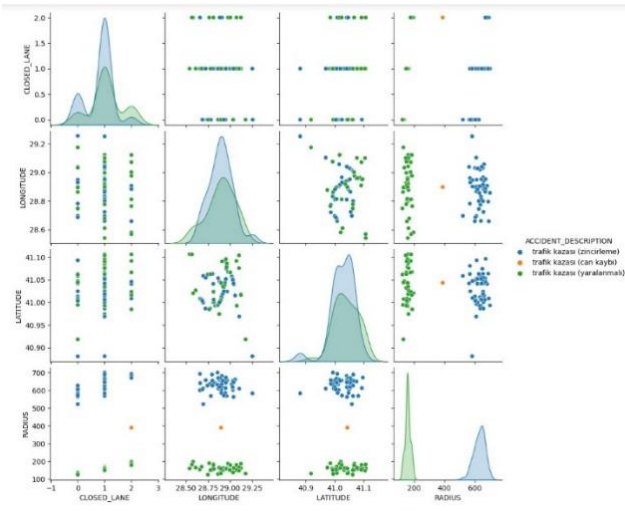 CLOSED_LANE
2.0
1.5
1.0
0.5
0.0
LONGITUDE
29.2
29.0
28.8
28.6
LATITUDE
41.10
41.05
41.00
40.95
40.90
RADIUS
700
600
500
400
300
200
100
−1 0 1 2 3
CLOSED_LANE
28.50 28.75 29.00 29.25
LONGITUDE
40.9 41.0 41.1
LATITUDE
200 400 600
RADIUS
ACCIDENT_DESCRIPTION
trafik kazası (zincirleme)
trafik kazası (can kaybi)
trafik kazası (yaralanmalı)